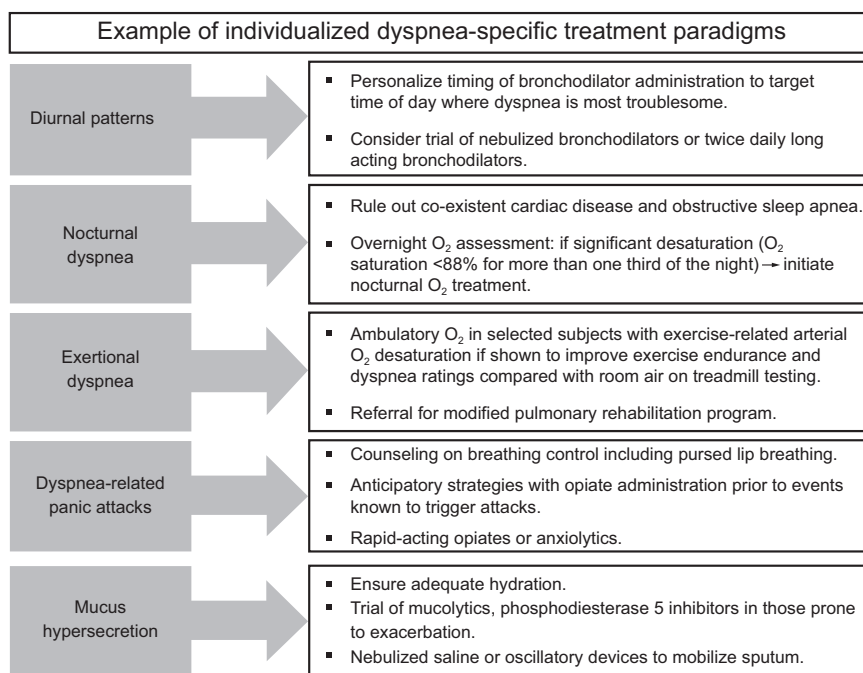 Example of individualized dyspnea-specific treatment paradigms
Diurnal patterns
▪ Personalize timing of bronchodilator administration to target
time of day where dyspnea is most troublesome.
▪ Consider trial of nebulized bronchodilators or twice daily long
acting bronchodilators.
Nocturnal
dyspnea
▪ Rule out co-existent cardiac disease and obstructive sleep apnea.
▪ Overnight O₂ assessment: if significant desaturation (O₂
saturation <88% for more than one third of the night) → initiate
nocturnal O₂ treatment.
Exertional
dyspnea
▪ Ambulatory O₂ in selected subjects with exercise-related arterial
O₂ desaturation if shown to improve exercise endurance and
dyspnea ratings compared with room air on treadmill testing.
▪ Referral for modified pulmonary rehabilitation program.
Dyspnea-related
panic attacks
▪ Counseling on breathing control including pursed lip breathing.
▪ Anticipatory strategies with opiate administration prior to events
known to trigger attacks.
▪ Rapid-acting opiates or anxiolytics.
Mucus
hypersecretion
▪ Ensure adequate hydration.
▪ Trial of mucolytics, phosphodiesterase 5 inhibitors in those prone
to exacerbation.
▪ Nebulized saline or oscillatory devices to mobilize sputum.